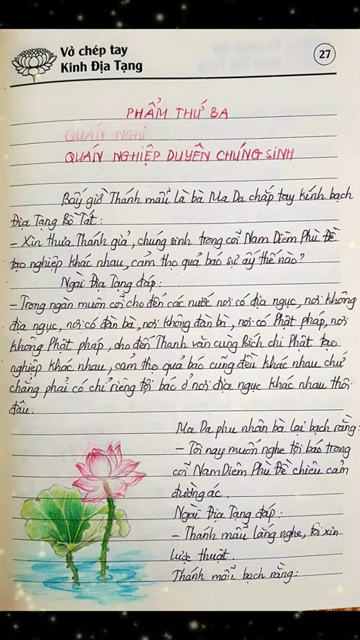 Vở chép tay
Kinh Địa Tạng
27
PHẨM THỨ BA
QUÁN NGHI
QUÁN NGHIỆP DUYÊN CHÚNG SINH
Bấy giờ Thánh mẫu là bà Ma Da chắp tay kính bạch
Địa Tạng Bồ Tát:
- Xin thưa Thánh giả, chúng sinh trong cõi Nam Diêm Phù Đề
tạo nghiệp khác nhau, cảm thọ quả báo sự ấy thế nào?
Ngài Địa Tạng đáp:
- Trong ngàn muôn cõi cho đến các nước nơi có địa ngục, nơi không
địa ngục, nơi có đàn bà, nơi không đàn bà, nơi có Phật pháp, nơi
không Phật pháp, cho đến Thanh văn cùng Bích chi Phật tạo
nghiệp khác nhau, cảm thọ quả báo cũng đều khác nhau chứ
chẳng phải có chỉ riêng tội báo ở nơi địa ngục khác nhau thôi
đâu.
Ma Da phu nhân bà lại bạch rằng:
- Tôi nay muốn nghe tội báo trong
cõi Nam Diêm Phù Đề chiêu cảm
đường ác.
Ngài Địa Tạng đáp:
- Thánh mẫu lắng nghe, tôi xin
lược thuật.
Thánh mẫu bạch rằng: